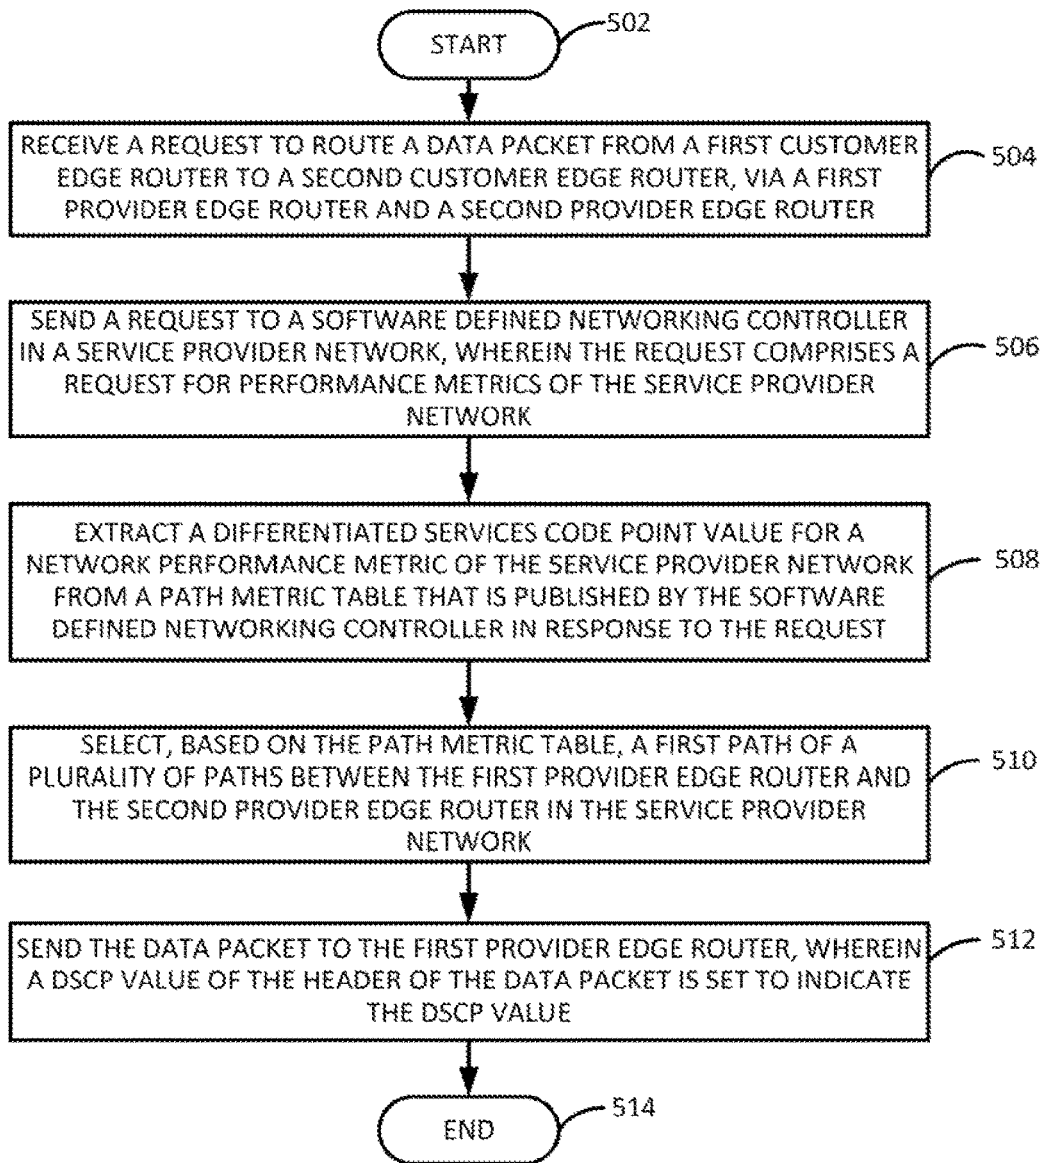 START
502
RECEIVE A REQUEST TO ROUTE A DATA PACKET FROM A FIRST CUSTOMER
EDGE ROUTER TO A SECOND CUSTOMER EDGE ROUTER, VIA A FIRST
PROVIDER EDGE ROUTER AND A SECOND PROVIDER EDGE ROUTER
504
SEND A REQUEST TO A SOFTWARE DEFINED NETWORKING CONTROLLER
IN A SERVICE PROVIDER NETWORK, WHEREIN THE REQUEST COMPRISES A
REQUEST FOR PERFORMANCE METRICS OF THE SERVICE PROVIDER
NETWORK
506
EXTRACT A DIFFERENTIATED SERVICES CODE POINT VALUE FOR A
NETWORK PERFORMANCE METRIC OF THE SERVICE PROVIDER NETWORK
FROM A PATH METRIC TABLE THAT IS PUBLISHED BY THE SOFTWARE
DEFINED NETWORKING CONTROLLER IN RESPONSE TO THE REQUEST
508
SELECT, BASED ON THE PATH METRIC TABLE, A FIRST PATH OF A
PLURALITY OF PATHS BETWEEN THE FIRST PROVIDER EDGE ROUTER AND
THE SECOND PROVIDER EDGE ROUTER IN THE SERVICE PROVIDER
NETWORK
510
SEND THE DATA PACKET TO THE FIRST PROVIDER EDGE ROUTER, WHEREIN
A DSCP VALUE OF THE HEADER OF THE DATA PACKET IS SET TO INDICATE
THE DSCP VALUE
512
END
514